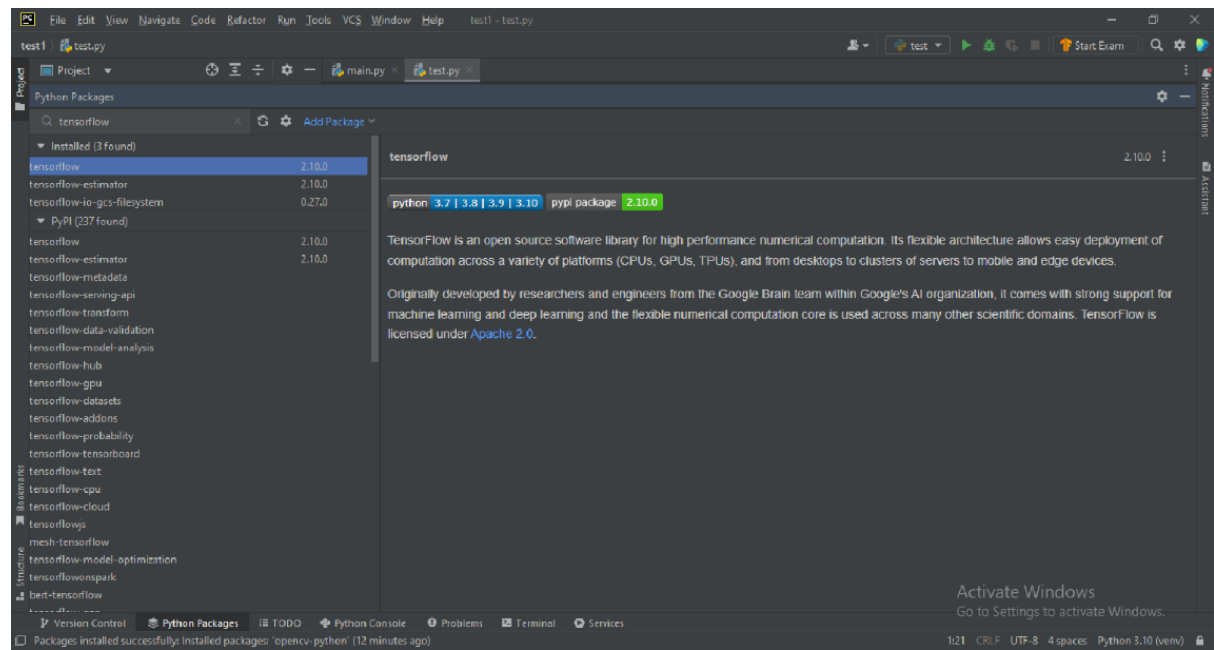 PC File Edit View Navigate Code Refactor Run Tools VCS Window Help test1 - test.py
test1 test.py test Start Exam
Project main.py test.py
Python Packages
tensorflow Add Package
Installed (3 found)
tensorflow 2.10.0
tensorflow-estimator 2.10.0
tensorflow-io-gcs-filesystem 0.27.0
PyPI (237 found)
tensorflow 2.10.0
tensorflow-estimator 2.10.0
tensorflow-metadata
tensorflow-serving-api
tensorflow-transform
tensorflow-data-validation
tensorflow-model-analysis
tensorflow-hub
tensorflow-gpu
tensorflow-datasets
tensorflow-addons
tensorflow-probability
tensorflow-tensorboard
tensorflow-text
tensorflow-cpu
tensorflow-cloud
tensorflowjs
mesh-tensorflow
tensorflow-model-optimization
tensorflowonspark
bert-tensorflow
tensorflow 2.10.0
python 3.7 | 3.8 | 3.9 | 3.10 pypi package 2.10.0
TensorFlow is an open source software library for high performance numerical computation. Its flexible architecture allows easy deployment of
computation across a variety of platforms (CPUs, GPUs, TPUs), and from desktops to clusters of servers to mobile and edge devices.
Originally developed by researchers and engineers from the Google Brain team within Google's AI organization, it comes with strong support for
machine learning and deep learning and the flexible numerical computation core is used across many other scientific domains. TensorFlow is
licensed under Apache 2.0.
Project
Bookmarks
Structure
Notifications
Assistant
Activate Windows
Go to Settings to activate Windows.
Version Control Python Packages TODO Python Console Problems Terminal Services
Packages installed successfully: Installed packages: 'opencv-python' (12 minutes ago) 1:21 CRLF UTF-8 4 spaces Python 3.10 (venv)